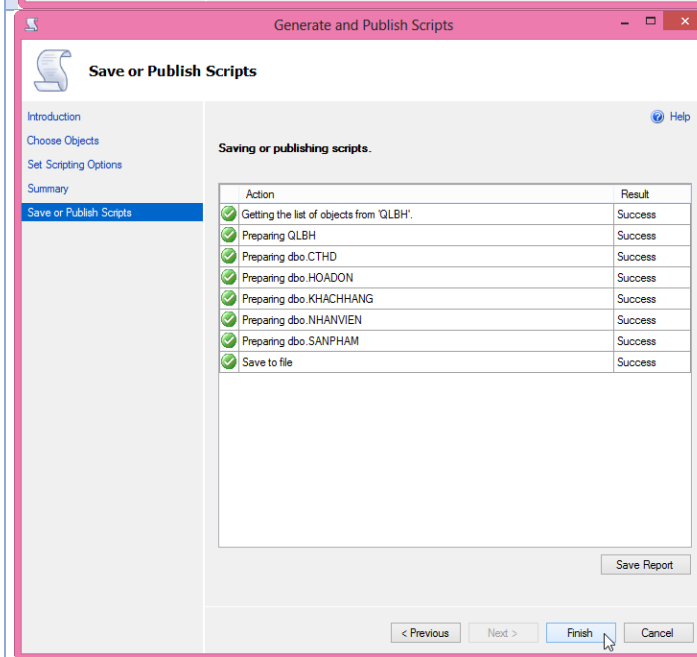 Generate and Publish Scripts
Save or Publish Scripts
Introduction
Choose Objects
Set Scripting Options
Summary
Save or Publish Scripts
Help
Saving or publishing scripts.
Action Result
Getting the list of objects from 'QLBH'. Success
Preparing QLBH Success
Preparing dbo.CTHD Success
Preparing dbo.HOADON Success
Preparing dbo.KHACHHANG Success
Preparing dbo.NHANVIEN Success
Preparing dbo.SANPHAM Success
Save to file Success
Save Report
< Previous Next > Finish Cancel